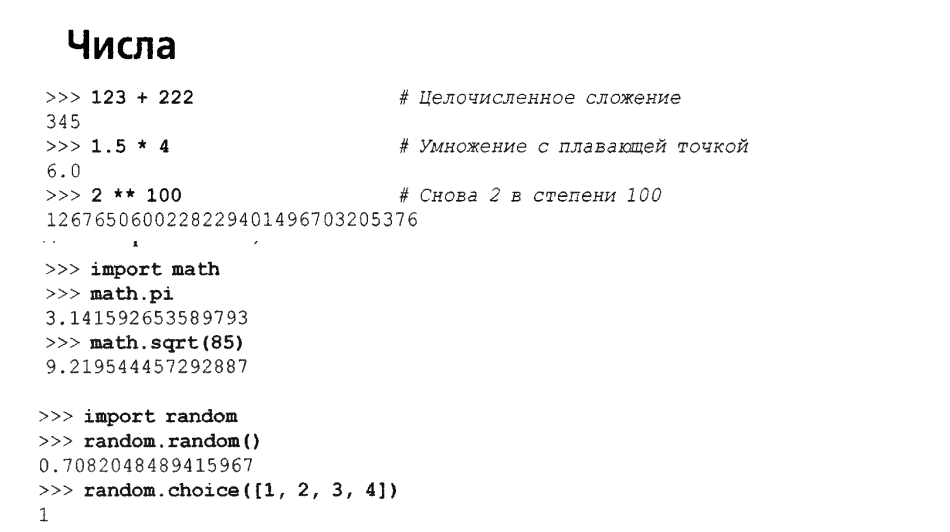 Числа
>>> 123 + 222 # Целочисленное сложение
345
>>> 1.5 * 4 # Умножение с плавающей точкой
6.0
>>> 2 ** 100 # Снова 2 в степени 100
1267650600228229401496703205376
>>> import math
>>> math.pi
3.141592653589793
>>> math.sqrt(85)
9.219544457292887
>>> import random
>>> random.random()
0.7082048489415967
>>> random.choice([1, 2, 3, 4])
1